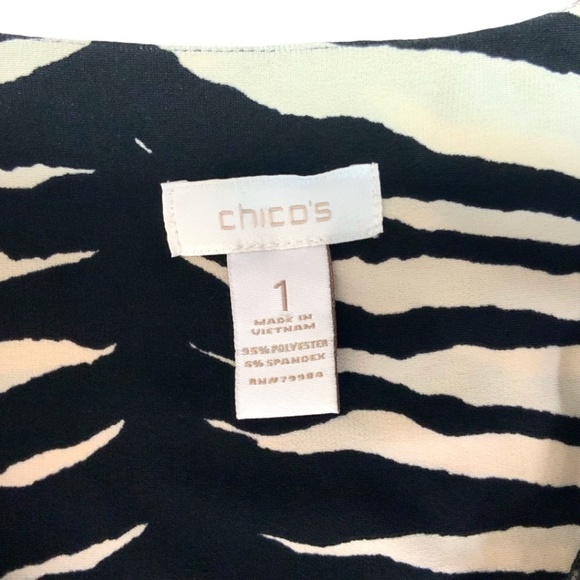 chico's
1
MADE IN
VIETNAM
95% POLYESTER
5% SPANDEX
RN#79984